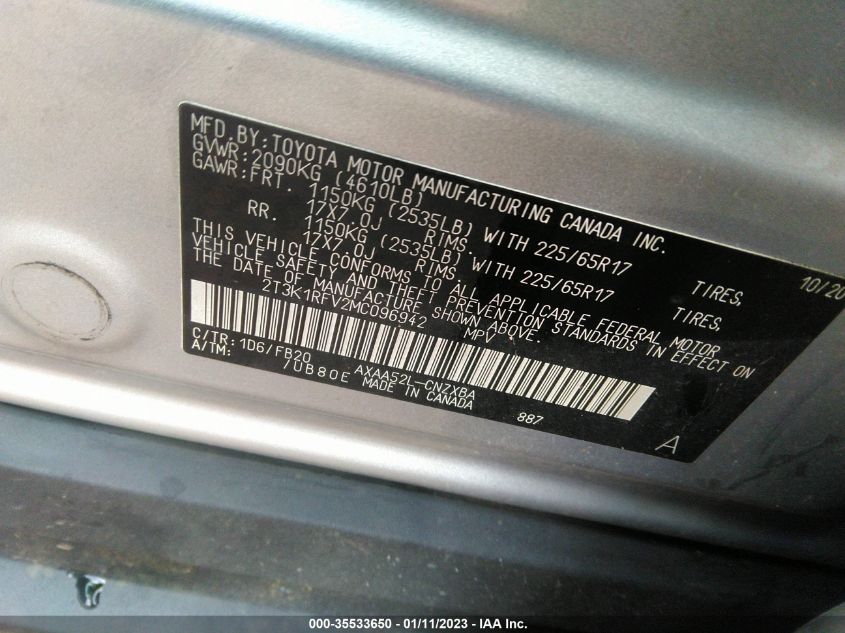 MFD.BY:TOYOTA MOTOR MANUFACTURING CANADA INC. 10/20
GVWR:2090KG (4610LB)
GAWR:FRT. 1150KG (2535LB) WITH 225/65R17 TIRES,
17X7.0J RIMS.
RR. 1150KG (2535LB) WITH 225/65R17 TIRES,
17X7.0J RIMS.
THIS VEHICLE CONFORMS TO ALL APPLICABLE FEDERAL MOTOR
VEHICLE SAFETY AND THEFT PREVENTION STANDARDS IN EFFECT ON
THE DATE OF MANUFACTURE SHOWN ABOVE.
2T3K1RFV2MC096942 MPV
C/TR:1D6/FB20 AXAA52L-CNZXBA
A/TM: /UB80E MADE IN CANADA 887
A
000-35533650 / 01/11/2023 - IAA Inc.